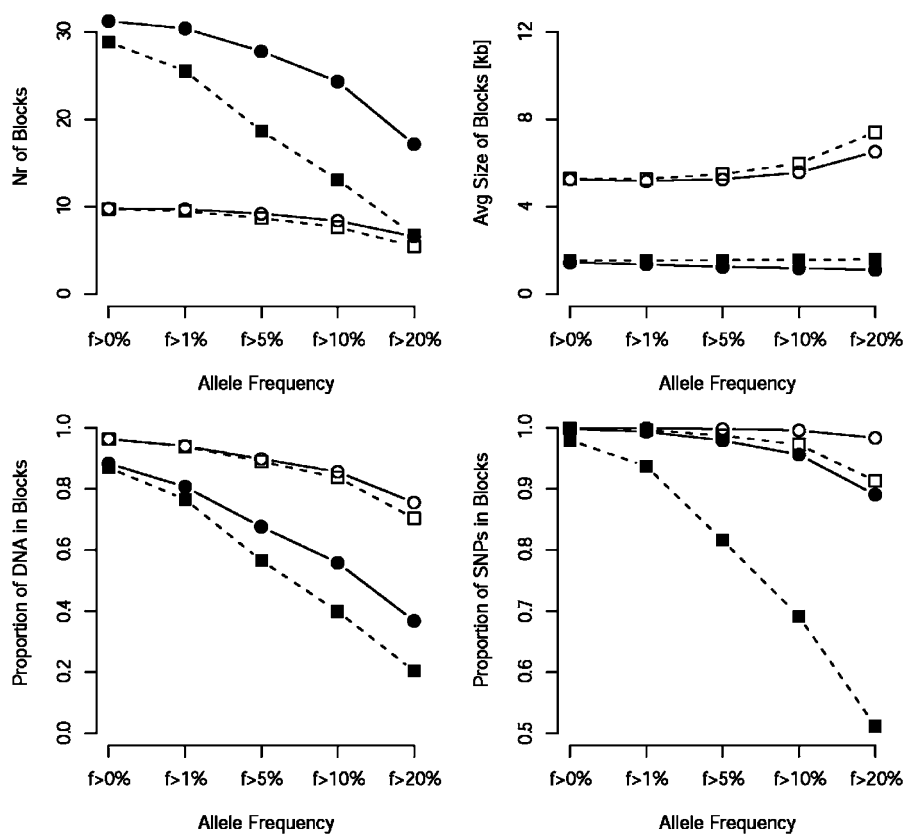 Nr of Blocks
30
20
10
0
f>0% f>1% f>5% f>10% f>20%
Allele Frequency
Avg Size of Blocks [kb]
12
8
4
0
f>0% f>1% f>5% f>10% f>20%
Allele Frequency
Proportion of DNA in Blocks
1.0
0.8
0.6
0.4
0.2
0.0
f>0% f>1% f>5% f>10% f>20%
Allele Frequency
Proportion of SNPs in Blocks
1.0
0.9
0.8
0.7
0.6
0.5
f>0% f>1% f>5% f>10% f>20%
Allele Frequency